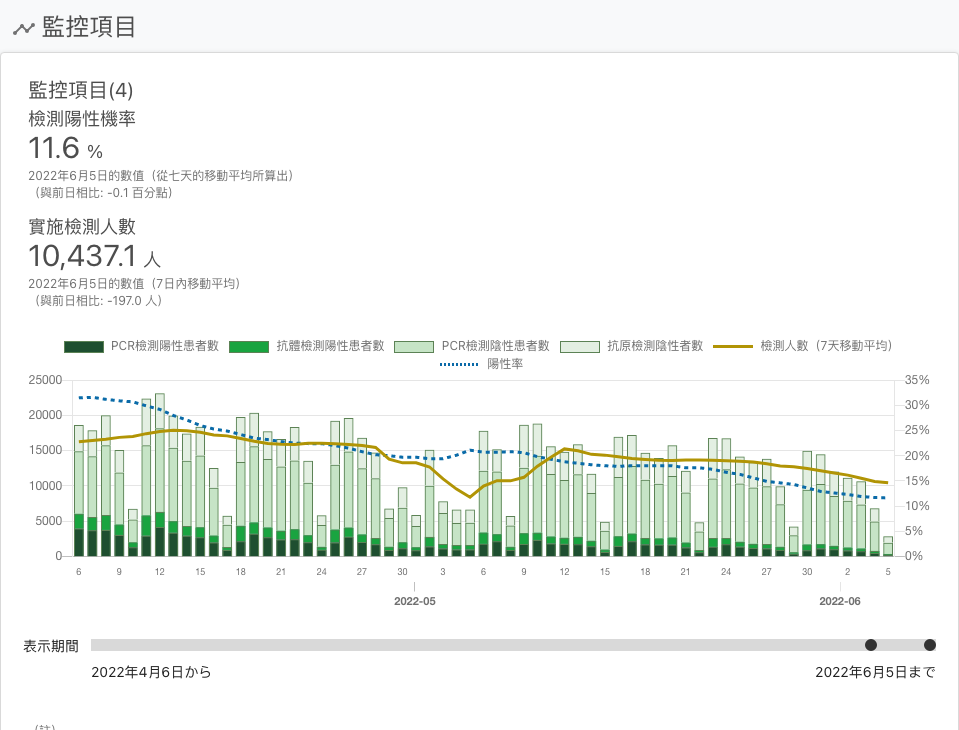 監控項目
監控項目(4)
檢測陽性機率
11.6 %
2022年6月5日的數值（從七天的移動平均所算出）
（與前日相比: -0.1 百分點）
實施檢測人數
10,437.1 人
2022年6月5日的數值（7日內移動平均）
（與前日相比: -197.0 人）
PCR檢測陽性患者數 抗體檢測陽性患者數 PCR檢測陰性患者數 抗原檢測陰性者數 檢測人數（7天移動平均）
陽性率
25000 35%
30%
20000
25%
15000 20%
10000 15%
10%
5000
5%
0 0%
6 9 12 15 18 21 24 27 30 3 6 9 12 15 18 21 24 27 30 2 5
2022-05 2022-06
表示期間
2022年4月6日から 2022年6月5日まで
（註）